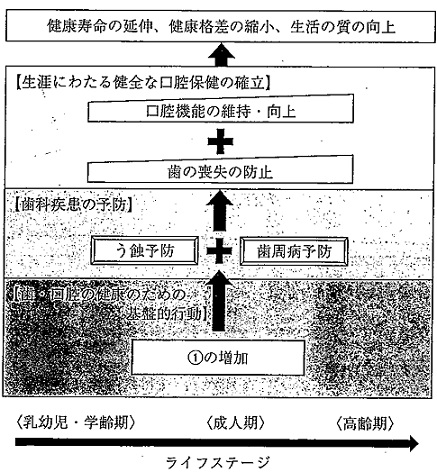 健康寿命の延伸、健康格差の縮小、生活の質の向上
【生涯にわたる健全な口腔保健の確立】
口腔機能の維持・向上
歯の喪失の防止
【歯科疾患の予防】
う蝕予防
歯周病予防
【歯・口腔の健康のための
基盤的行動】
①の増加
〈乳幼児・学齢期〉
〈成人期〉
〈高齢期〉
ライフステージ